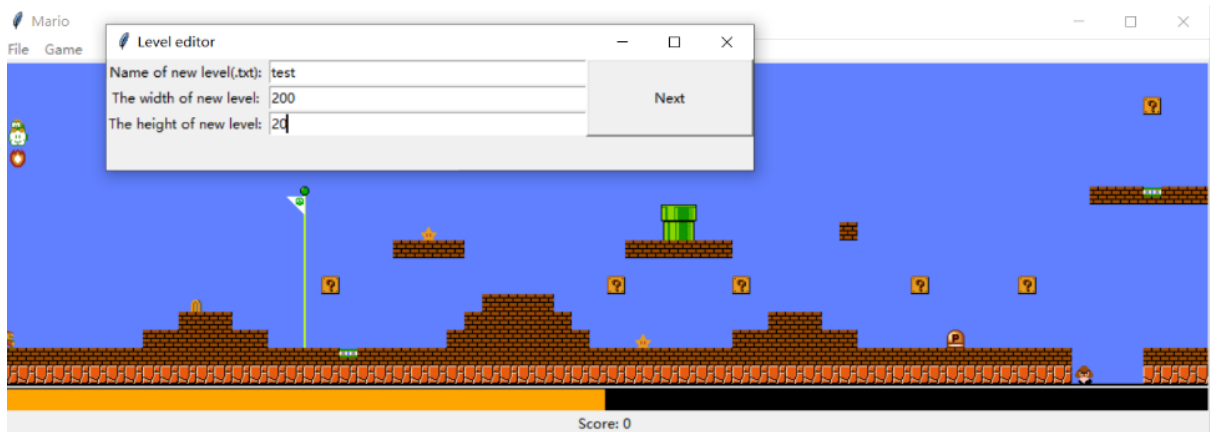 Mario
File Game
Level editor
Name of new level(.txt): test
The width of new level: 200
The height of new level: 20
Next
?
? ? ? ? ?
P
Score: 0